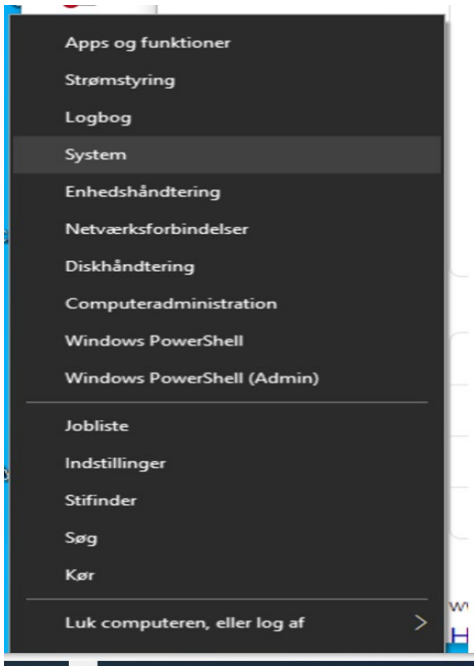 Apps og funktioner
Strømstyring
Logbog
System
Enhedshåndtering
Netværksforbindelser
Diskhåndtering
Computeradministration
Windows PowerShell
Windows PowerShell (Admin)
Jobliste
Indstillinger
Stifinder
Søg
Kør
Luk computeren, eller log af